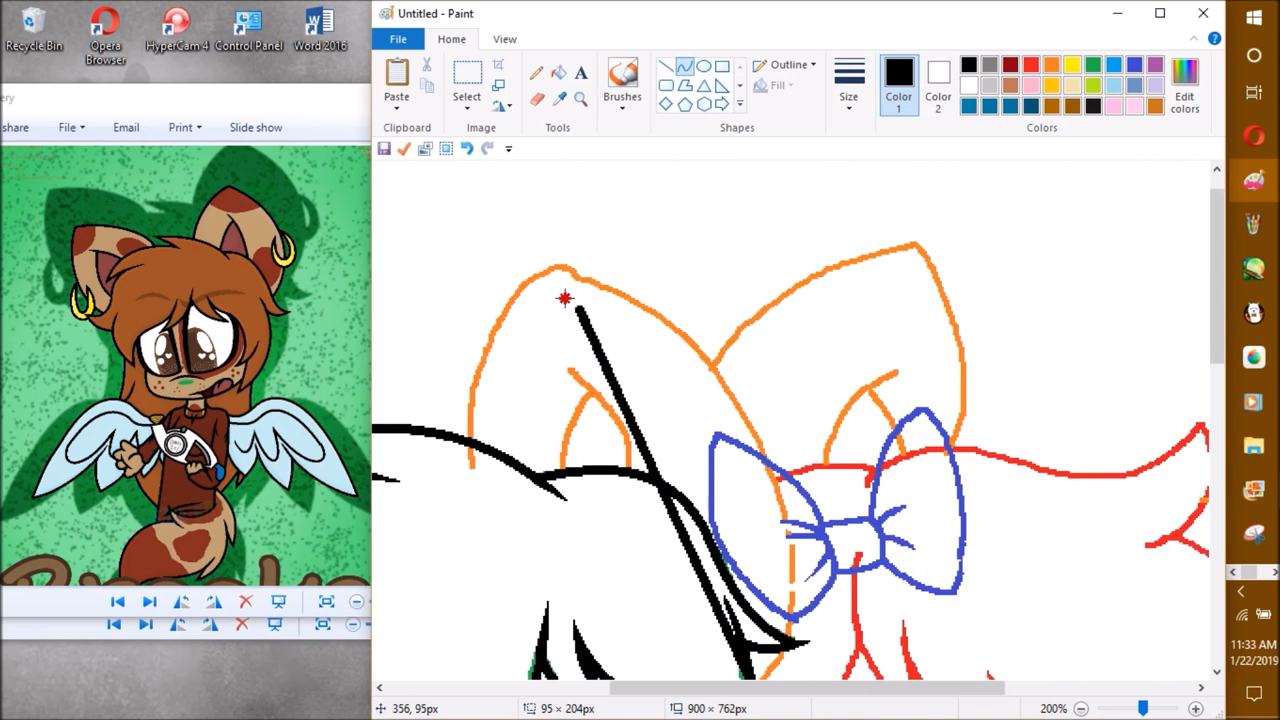 Recycle Bin
Opera Browser
HyperCam 4
Control Panel
Word 2016
Untitled - Paint
File
Home
View
Paste
Select
Brushes
Outline
Fill
Size
Color 1
Color 2
Edit colors
Clipboard
Image
Tools
Shapes
Colors
ery
share
File
Email
Print
Slide show
356, 95px
95 × 204px
900 × 762px
200%
11:33 AM
1/22/2019